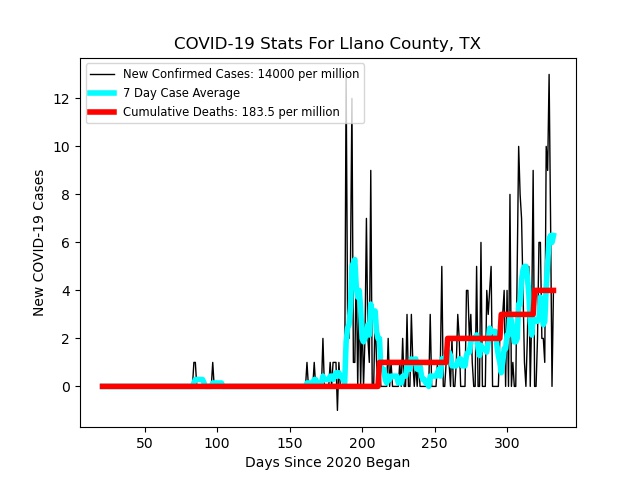 COVID-19 Stats For Llano County, TX
New Confirmed Cases: 14000 per million
7 Day Case Average
Cumulative Deaths: 183.5 per million
New COVID-19 Cases
12
10
8
6
4
2
0
50 100 150 200 250 300
Days Since 2020 Began